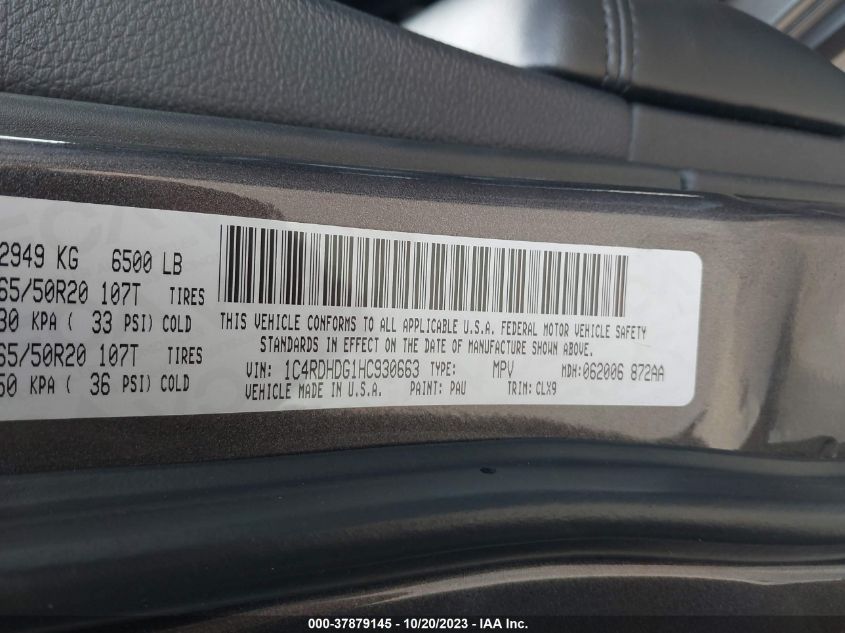 2949 KG 6500 LB
65/50R20 107T TIRES
30 KPA ( 33 PSI) COLD
65/50R20 107T TIRES
50 KPA ( 36 PSI) COLD
THIS VEHICLE CONFORMS TO ALL APPLICABLE U.S.A. FEDERAL MOTOR VEHICLE SAFETY
STANDARDS IN EFFECT ON THE DATE OF MANUFACTURE SHOWN ABOVE.
VIN: 1C4RDHDG1HC930663 TYPE: MPV MDH:062006 872AA
VEHICLE MADE IN U.S.A. PAINT: PAU TRIM: CLX9
000-37879145 - 10/20/2023 - IAA Inc.